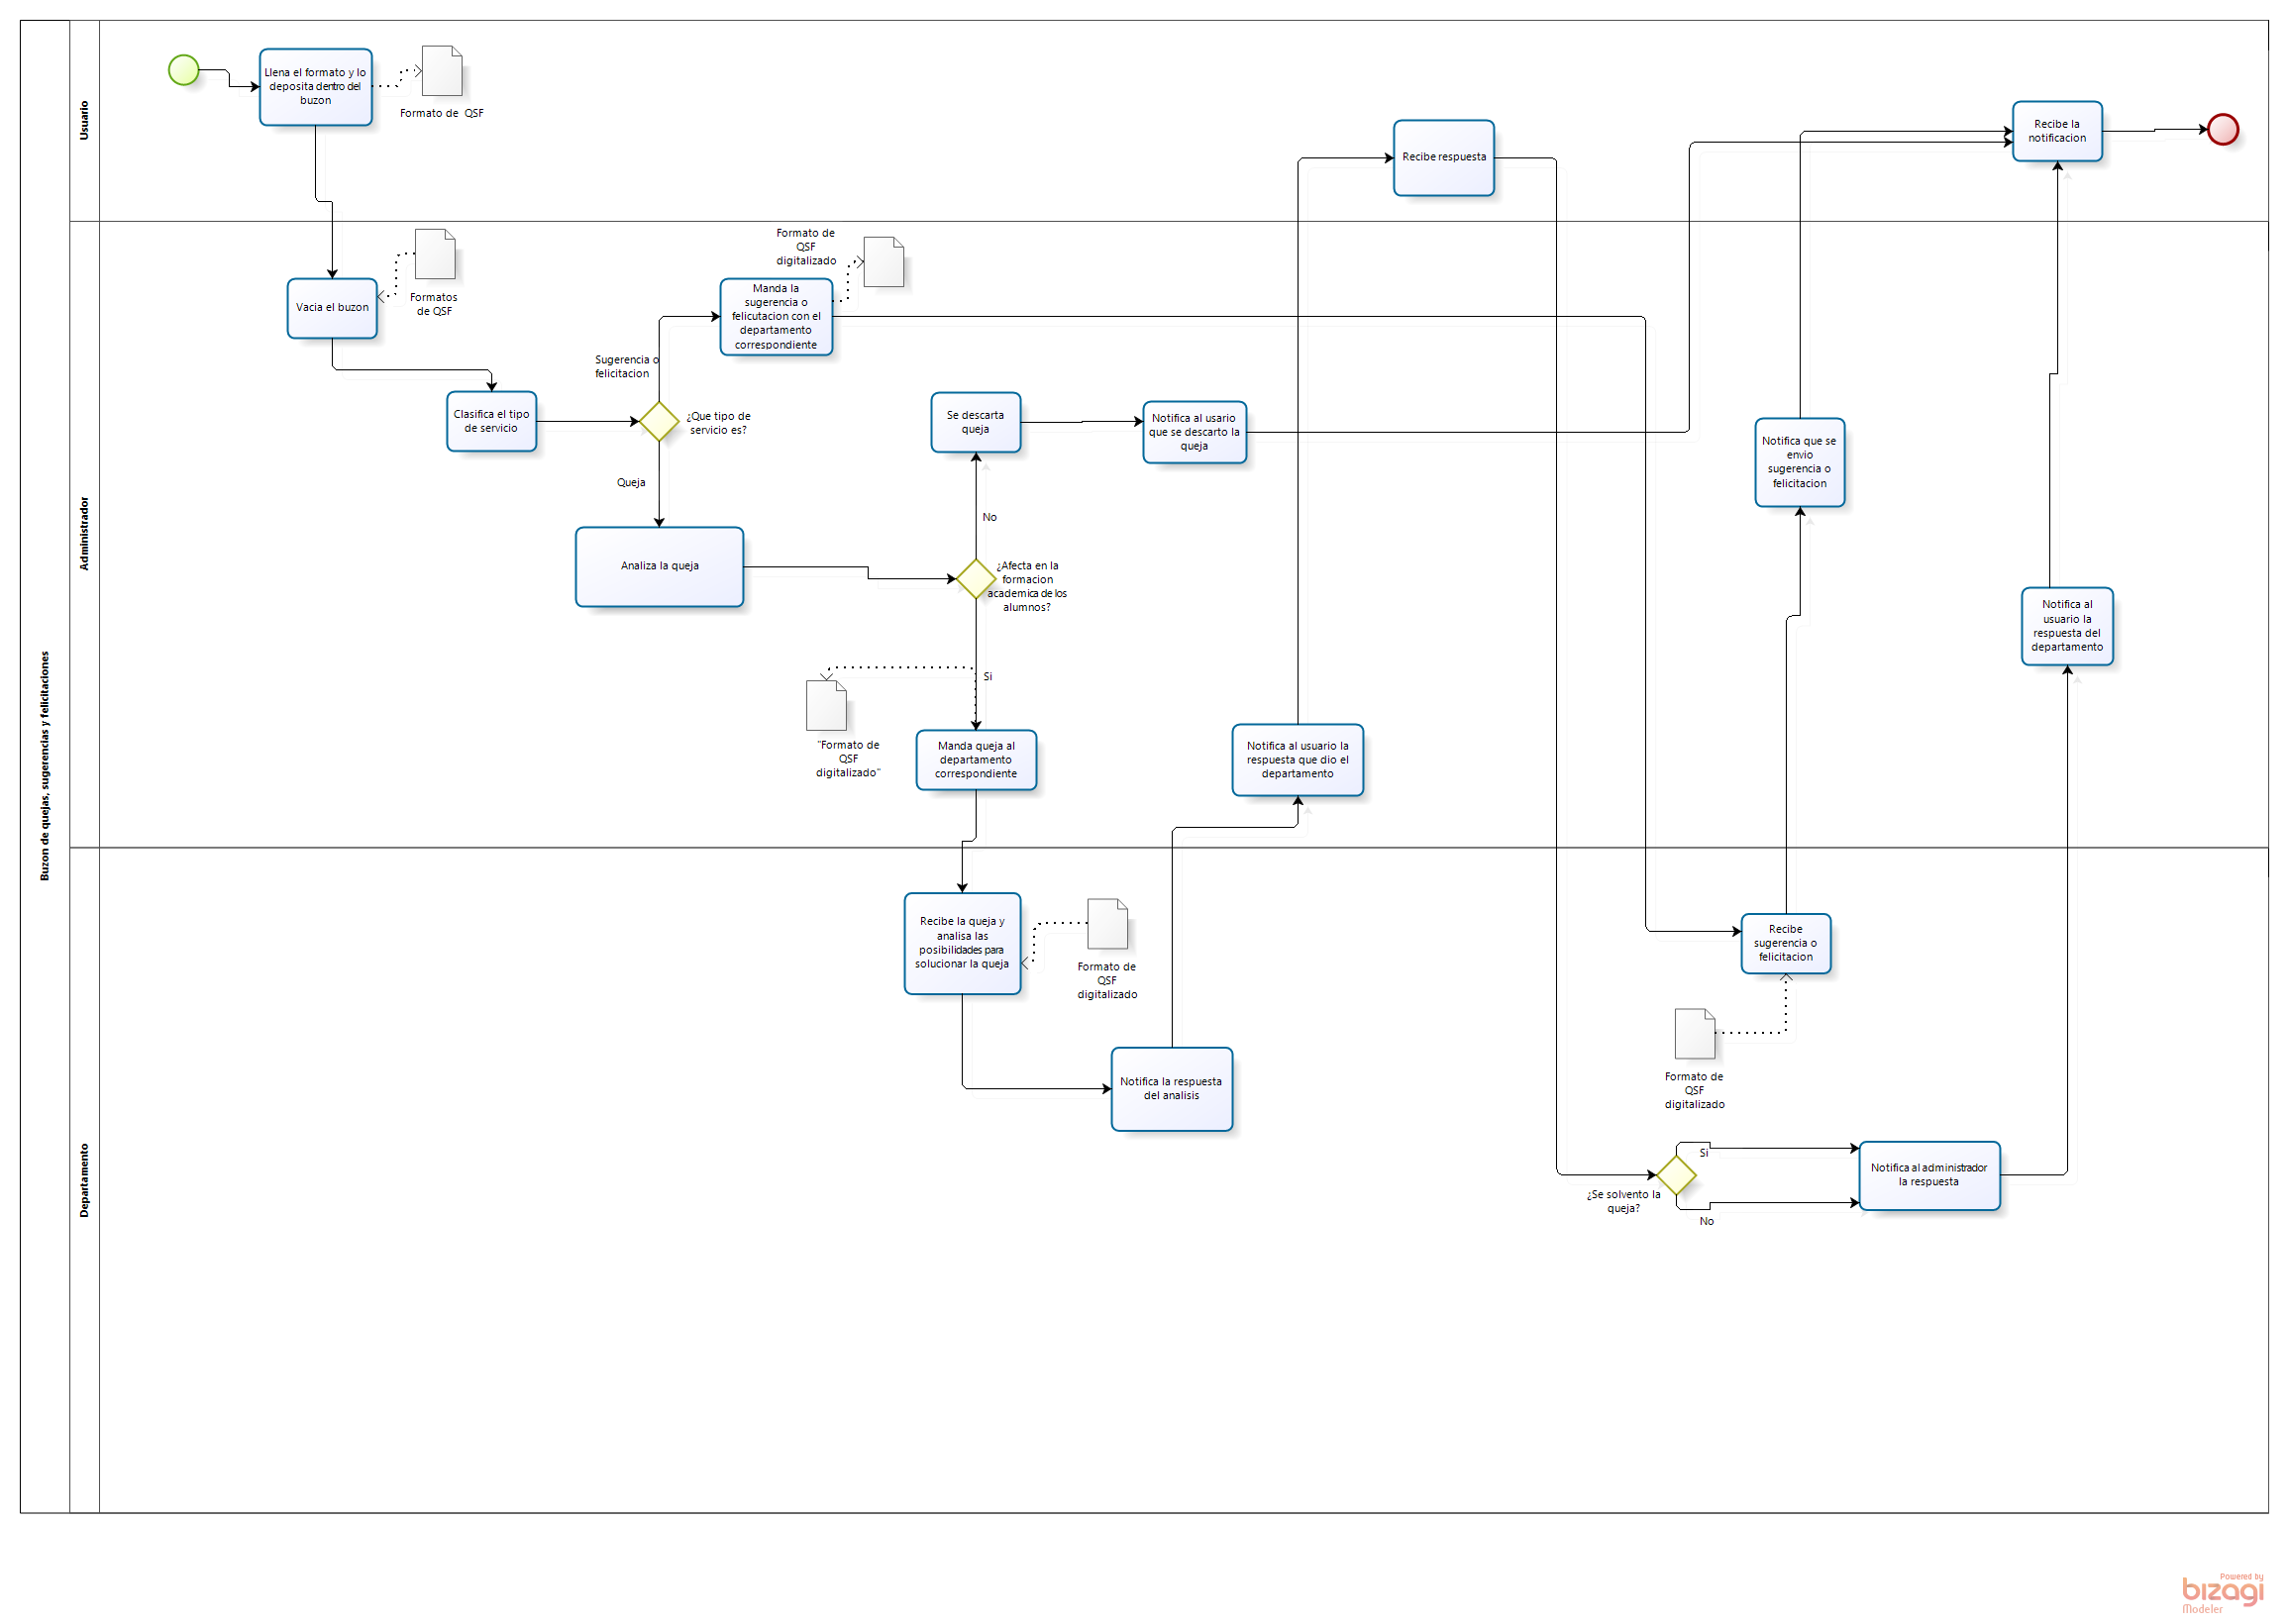 Buzon de quejas, sugerencias y felicitaciones
Usuario
Llena el formato y lo
deposita dentro del
buzon
Formato de QSF
Recibe respuesta
Recibe la
notificacion
Administrador
Vacia el buzon
Formatos
de QSF
Clasifica el tipo
de servicio
¿Que tipo de
servicio es?
Sugerencia o
felicitacion
Queja
Manda la
sugerencia o
felicutacion con el
departamento
correspondiente
Formato de
QSF
digitalizado
Analiza la queja
¿Afecta en la
formacion
academica de los
alumnos?
No
Se descarta
queja
Notifica al usario
que se descarto la
queja
Si
"Formato de
QSF
digitalizado"
Manda queja al
departamento
correspondiente
Notifica al usuario la
respuesta que dio el
departamento
Notifica que se
envio
sugerencia o
felicitacion
Notifica al
usuario la
respuesta del
departamento
Departamento
Recibe la queja y
analisa las
posibilidades para
solucionar la queja
Formato de
QSF
digitalizado
Notifica la respuesta
del analisis
Recibe
sugerencia o
felicitacion
Formato de
QSF
digitalizado
¿Se solvento la
queja?
Si
No
Notifica al administrador
la respuesta
Powered by
bizagi
Modeler